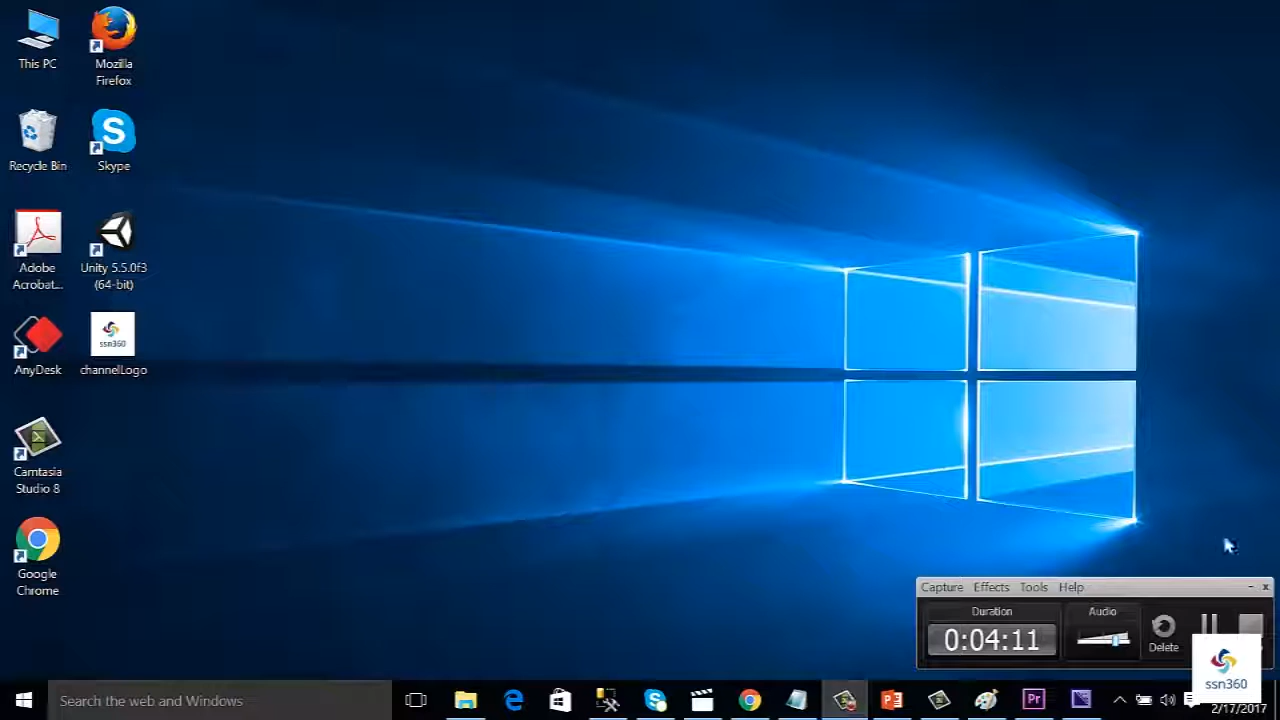 This PC
Mozilla
Firefox
Recycle Bin
Skype
Adobe
Acrobat...
Unity 5.5.0f3
(64-bit)
AnyDesk
ssn360
channelLogo
Camtasia
Studio 8
Google
Chrome
Capture Effects Tools Help
Duration
Audio
0:04:11
Delete
ssn360
Search the web and Windows
Pr
2/17/2017